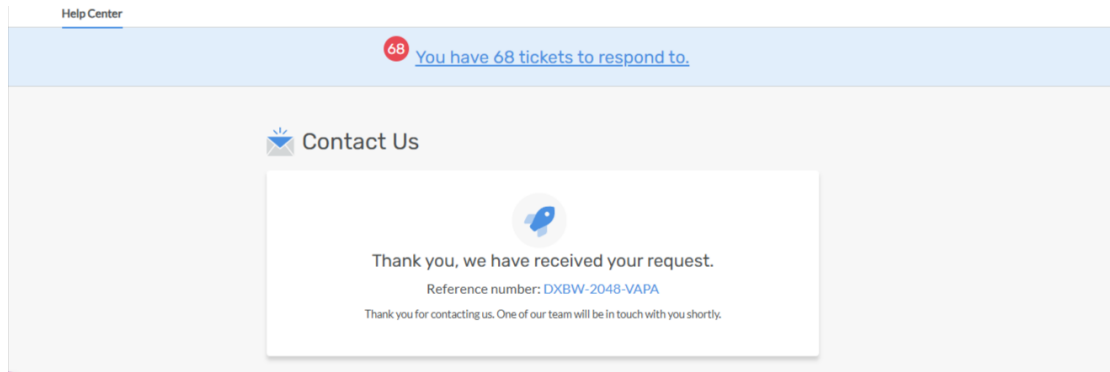 Help Center
68 You have 68 tickets to respond to.
Contact Us
Thank you, we have received your request.
Reference number: DXBW-2048-VAPA
Thank you for contacting us. One of our team will be in touch with you shortly.